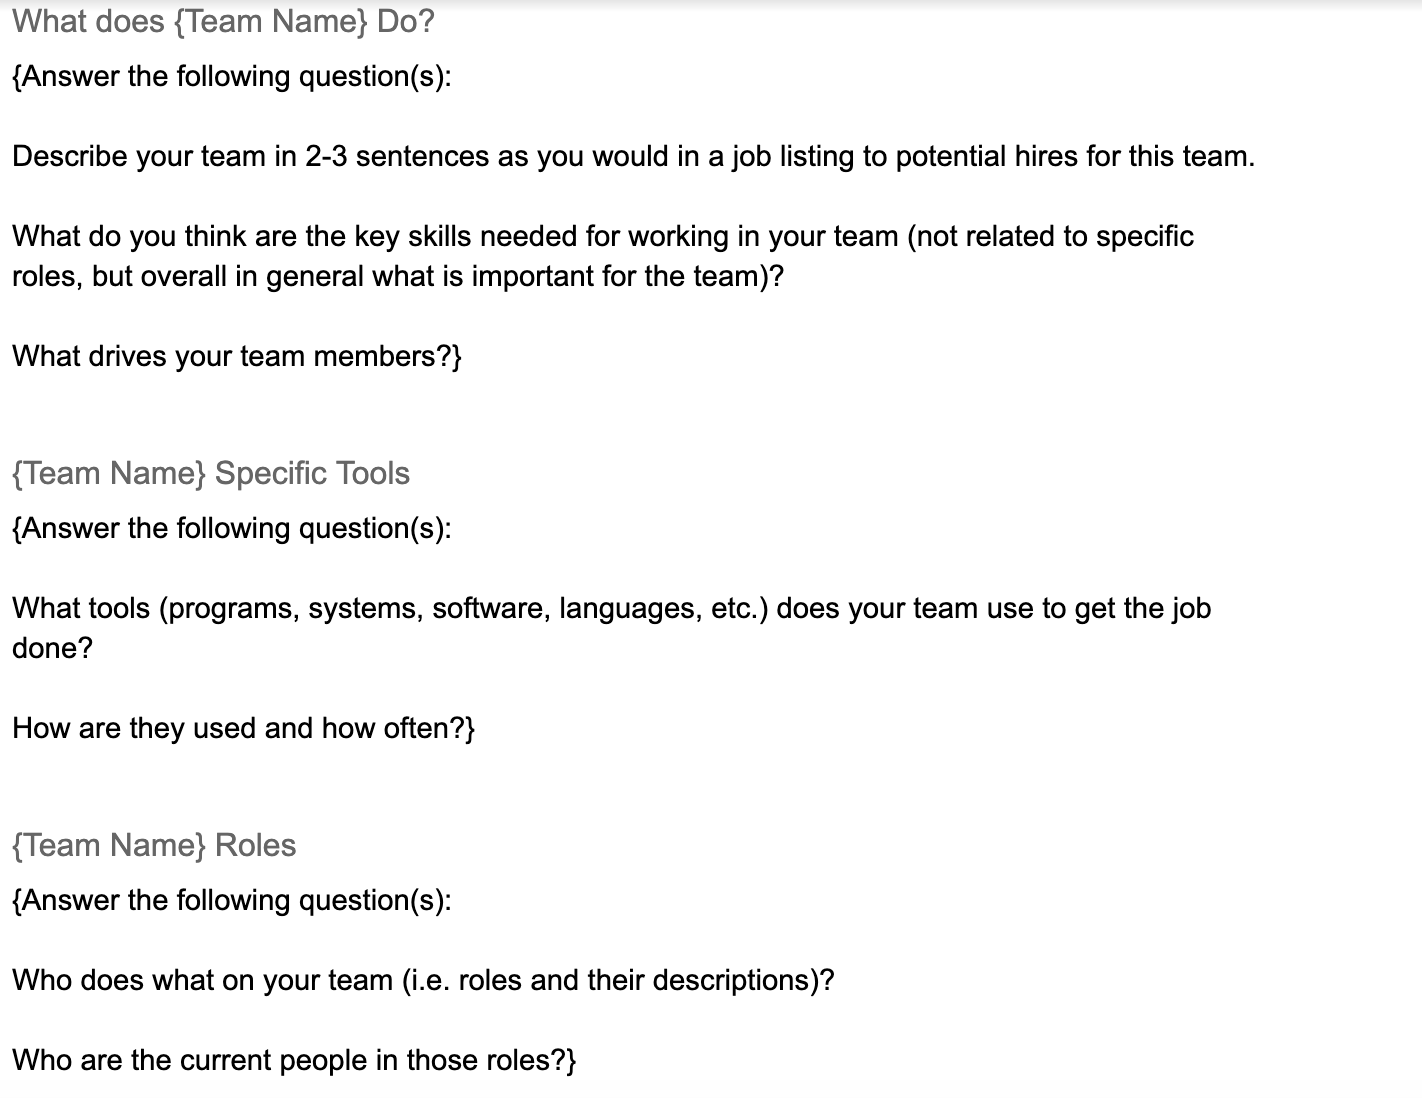 What does {Team Name} Do?
{Answer the following question(s):
Describe your team in 2-3 sentences as you would in a job listing to potential hires for this team.
What do you think are the key skills needed for working in your team (not related to specific
roles, but overall in general what is important for the team)?
What drives your team members?}
{Team Name} Specific Tools
{Answer the following question(s):
What tools (programs, systems, software, languages, etc.) does your team use to get the job
done?
How are they used and how often?}
{Team Name} Roles
{Answer the following question(s):
Who does what on your team (i.e. roles and their descriptions)?
Who are the current people in those roles?}